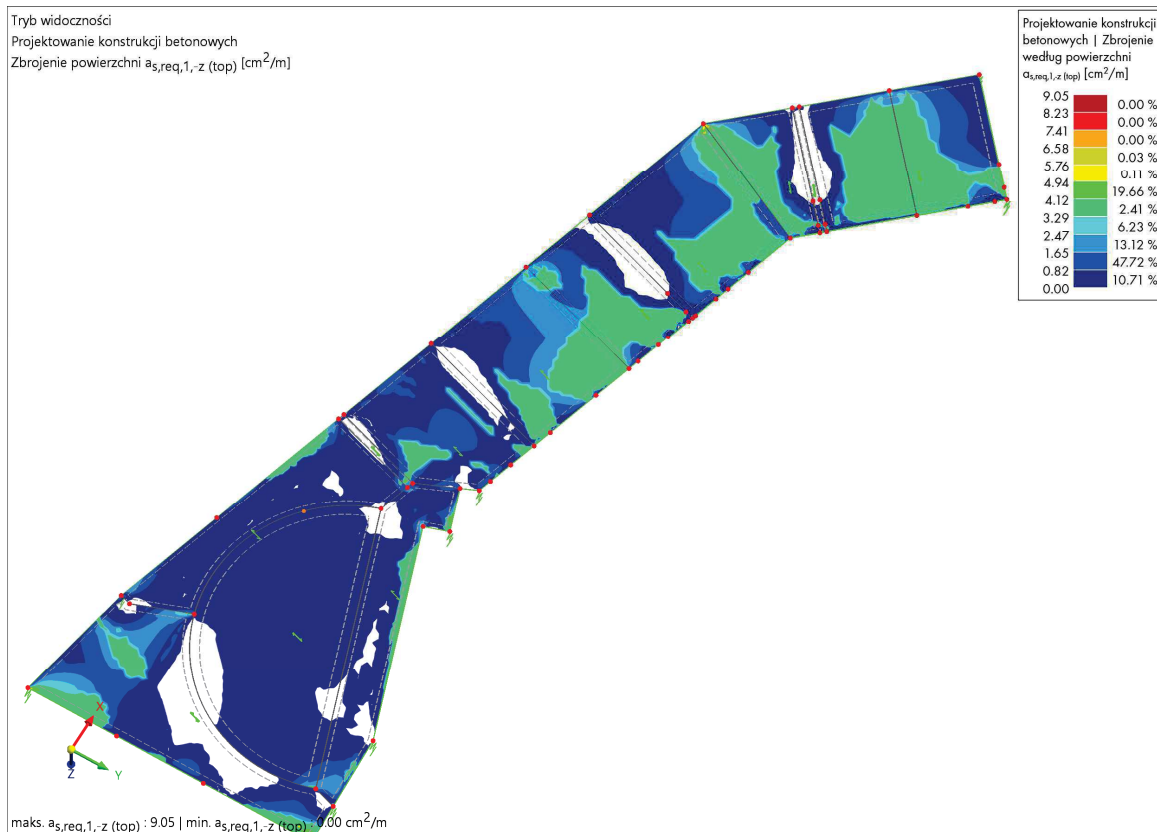 Tryb widoczności
Projektowanie konstrukcji betonowych
Zbrojenie powierzchni as,req,1,-z (top) [cm2/m]
Projektowanie konstrukcji
betonowych | Zbrojenie
według powierzchni
as,req,1,-z (top) [cm2/m]
9.05
0.00 %
8.23
0.00 %
7.41
0.00 %
6.58
0.03 %
5.76
0.11 %
4.94
19.66 %
4.12
2.41 %
3.29
6.23 %
2.47
13.12 %
1.65
47.72 %
0.82
10.71 %
0.00
X
Z
Y
maks. as,req,1,-z (top) : 9.05 | min. as,req,1,-z (top) : 0.00 cm2/m